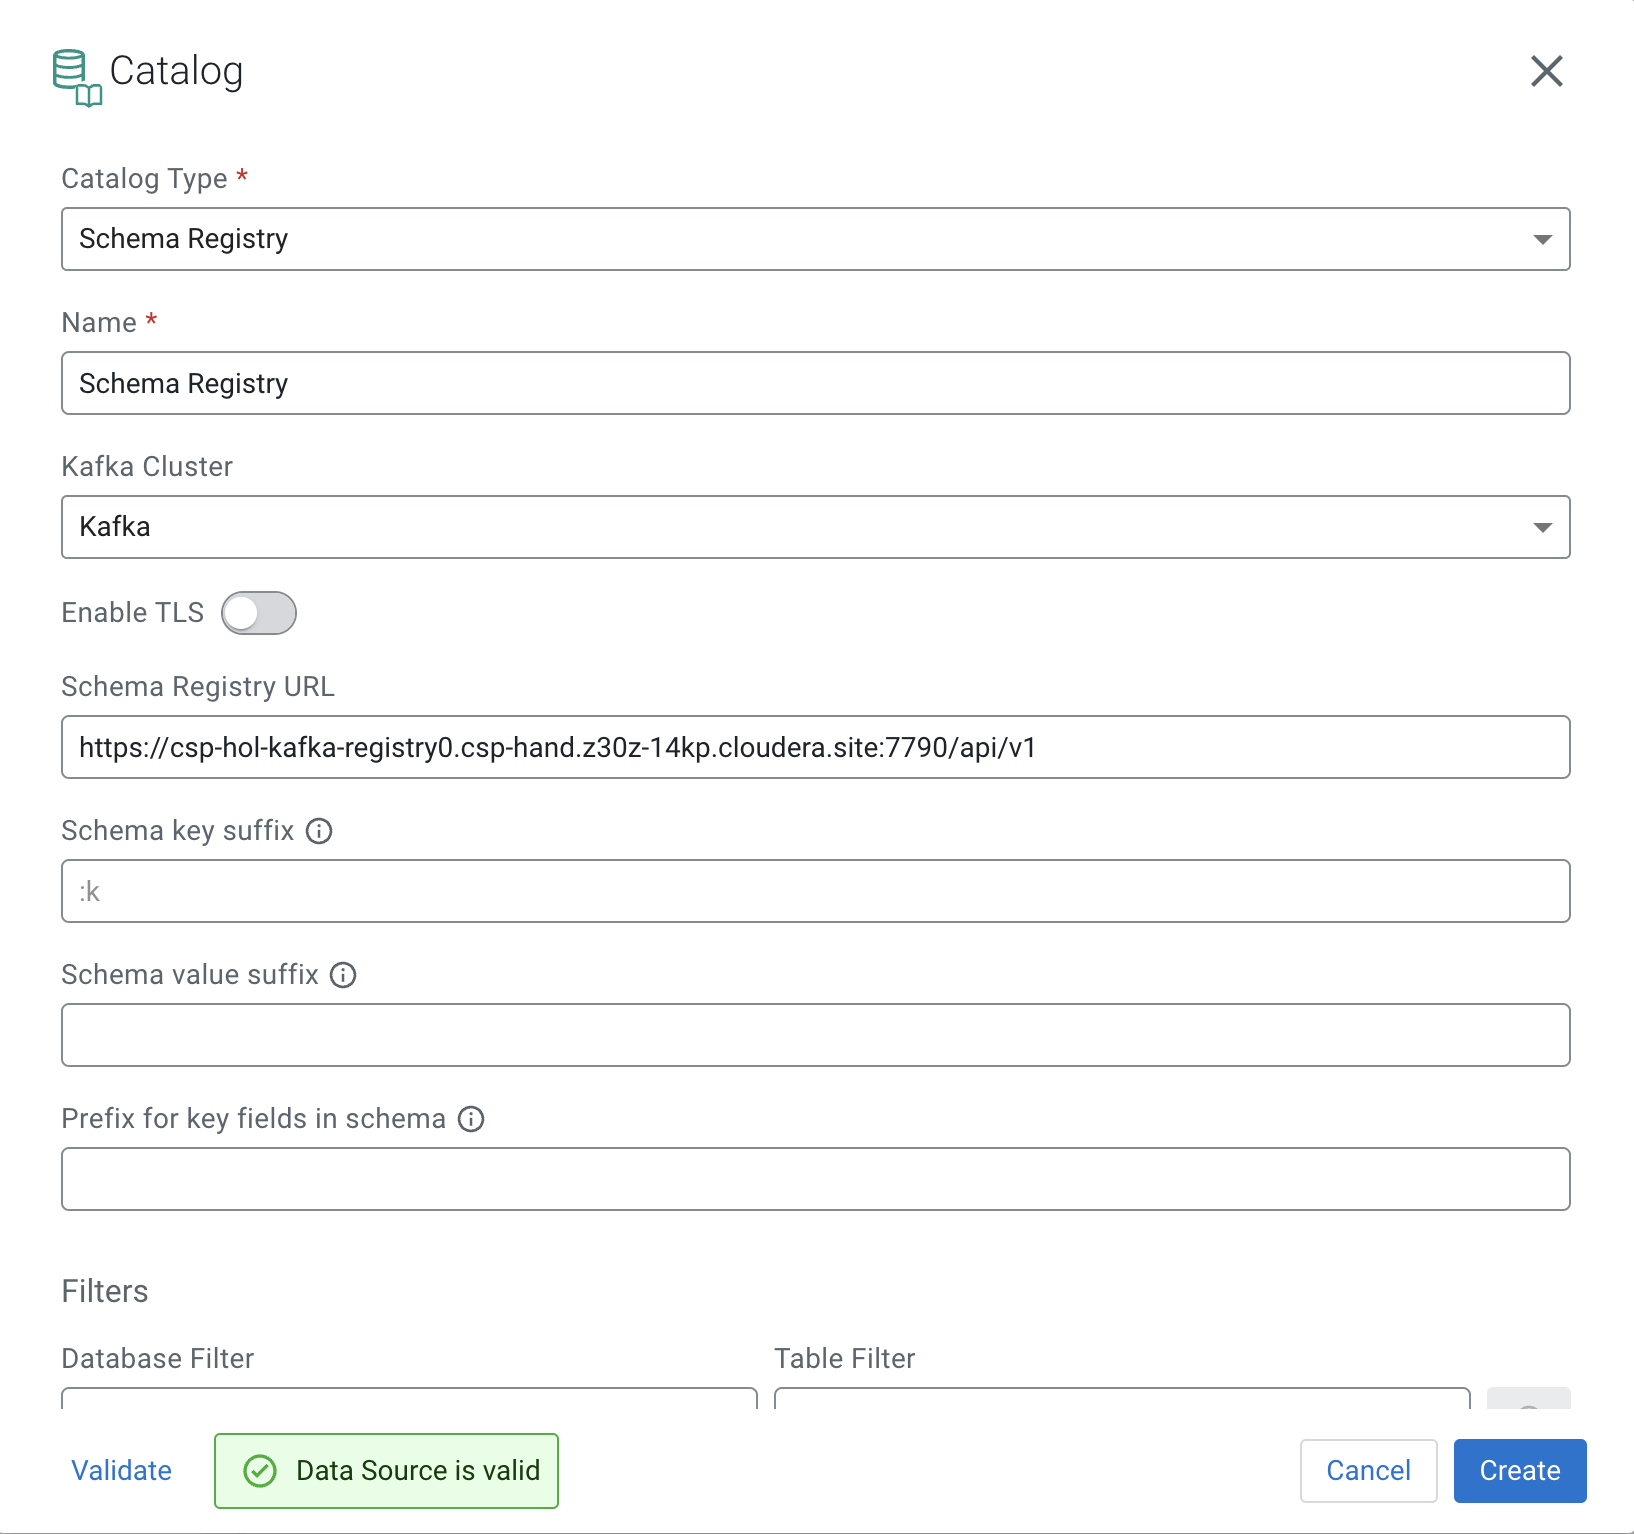 Catalog
Catalog Type *
Schema Registry
Name *
Schema Registry
Kafka Cluster
Kafka
Enable TLS
Schema Registry URL
https://csp-hol-kafka-registry0.csp-hand.z30z-14kp.cloudera.site:7790/api/v1
Schema key suffix
:k
Schema value suffix
Prefix for key fields in schema
Filters
Database Filter Table Filter
Validate Data Source is valid Cancel Create